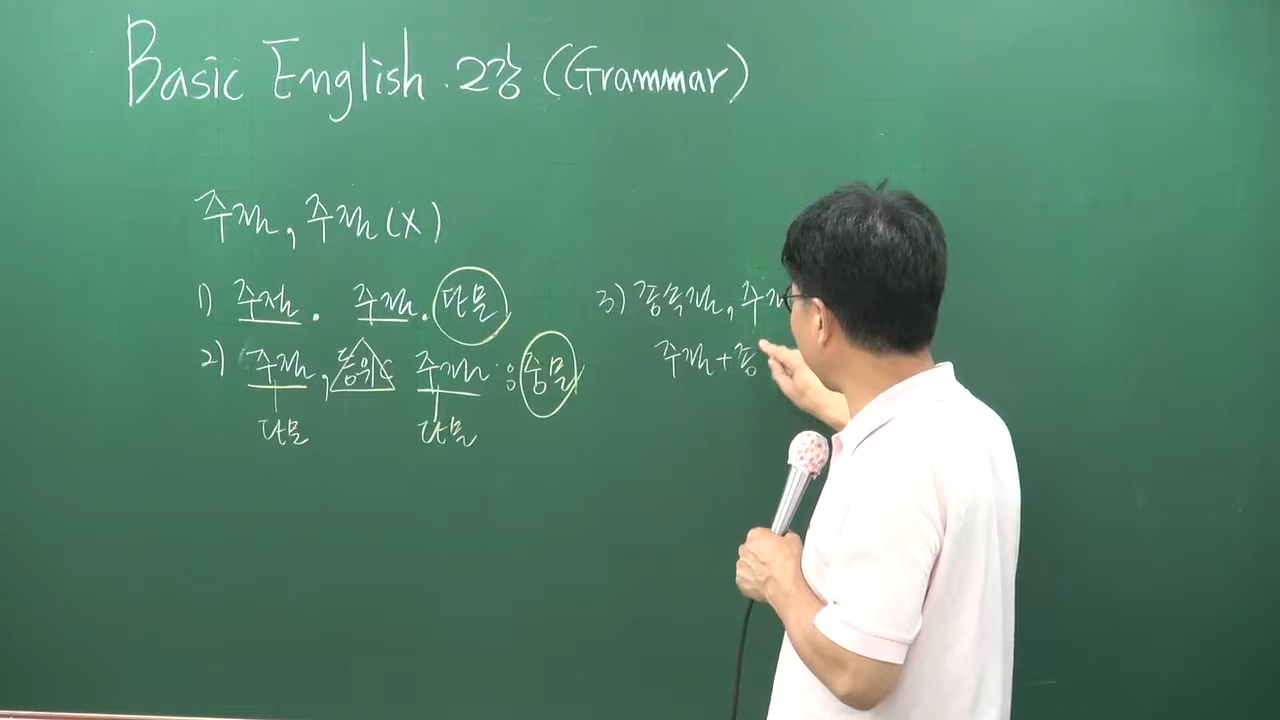 Basic English. 2강 (Grammar)
주절, 주절 (X)
1) 주절. 주절. 단문
2) 주절, 등위c 주절 : 중문
단문 단문
3) 종속절, 주절
주절 + 종